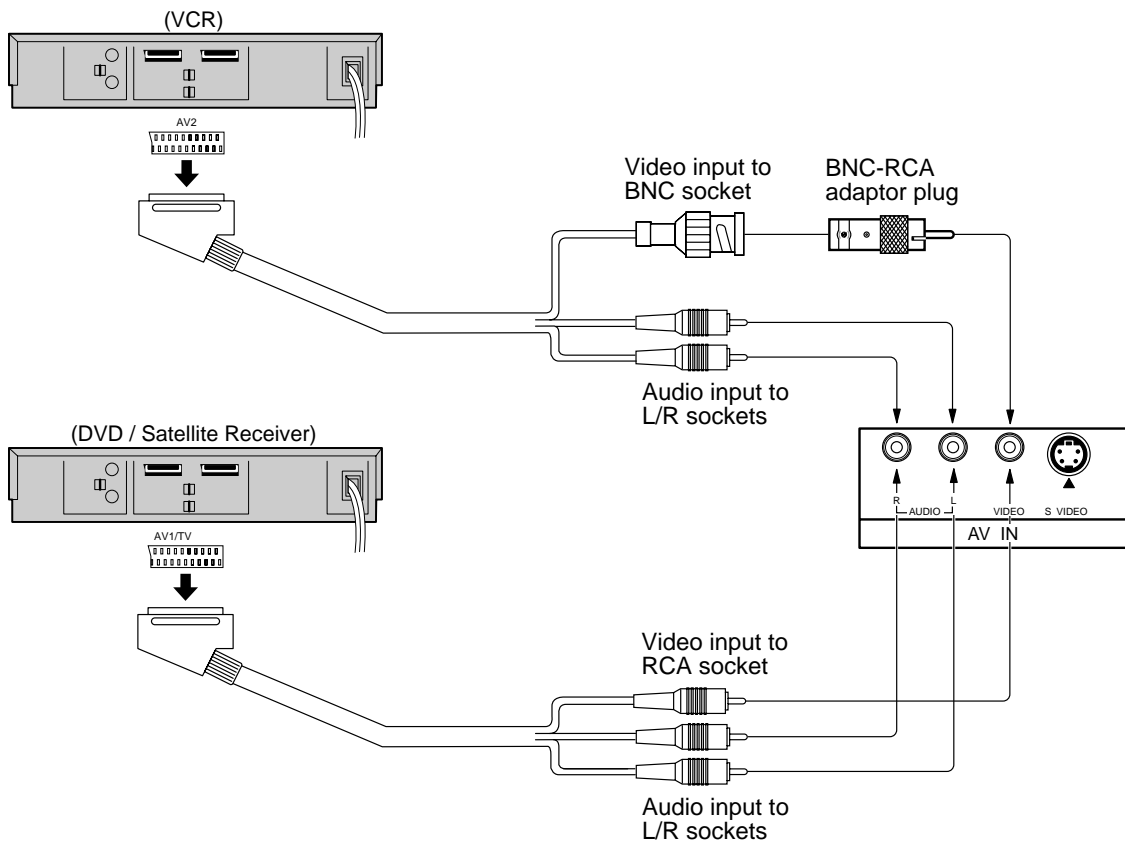 (VCR)
AV2
Video input to
BNC socket
BNC-RCA
adaptor plug
Audio input to
L/R sockets
(DVD / Satellite Receiver)
AV1/TV
R
AUDIO
L
VIDEO
S VIDEO
AV IN
Video input to
RCA socket
Audio input to
L/R sockets